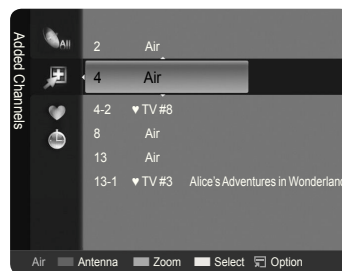 Added Channels
All
2 Air
4 Air
4-2 ♥ TV #8
8 Air
13 Air
13-1 ♥ TV #3 Alice's Adventures in Wonderland
Air Antenna Zoom Select Option